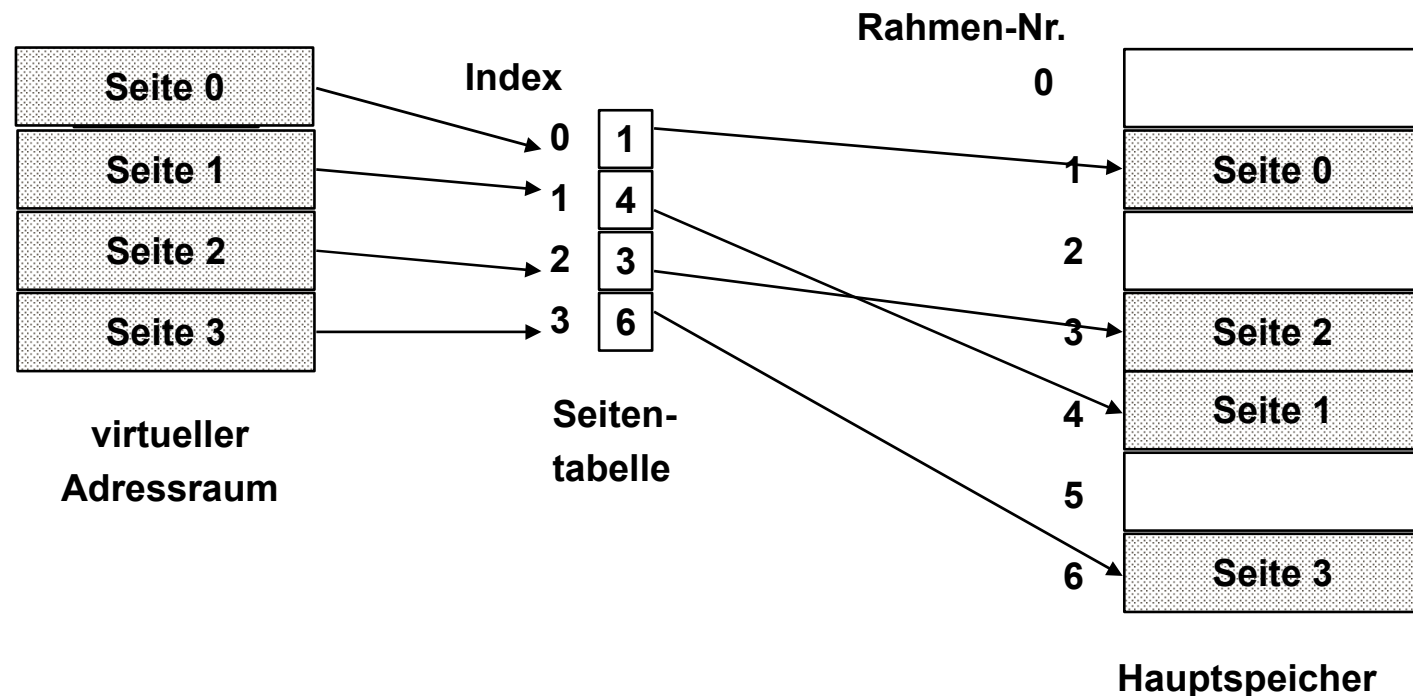 Seite 0
Seite 1
Seite 2
Seite 3
virtueller
Adressraum
Index
0 1
1 4
2 3
3 6
Seiten-
tabelle
Rahmen-Nr.
0
1 Seite 0
2
3 Seite 2
4 Seite 1
5
6 Seite 3
Hauptspeicher